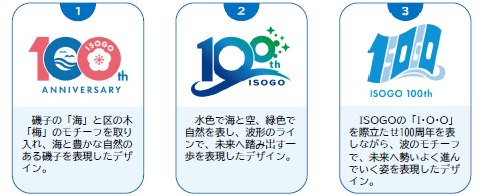 1
ISOGO
100th
ANNIVERSARY
磯子の「海」と区の木
「梅」のモチーフを取り
入れ、海と豊かな自然の
ある磯子を表現したデザ
イン。
2
100th
ISOGO
水色で海と空、緑色で
自然を表し、波形のライ
ンで、未来へ踏み出す一
歩を表現したデザイン。
3
100
ISOGO 100th
ISOGOの「I・O・O」
を際立たせ100周年を表
しながら、波のモチーフ
で、未来へ勢いよく進ん
でいく姿を表現したデザ
イン。